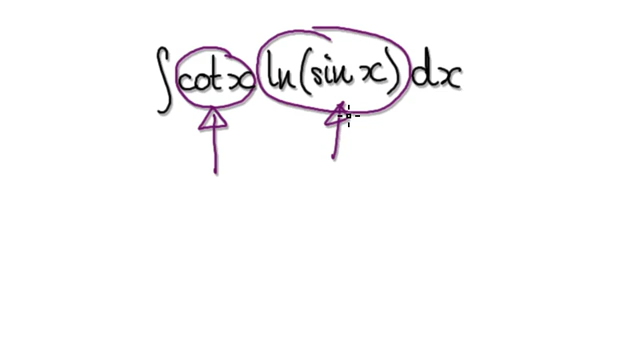 ∫ cot x ln(sin x) dx